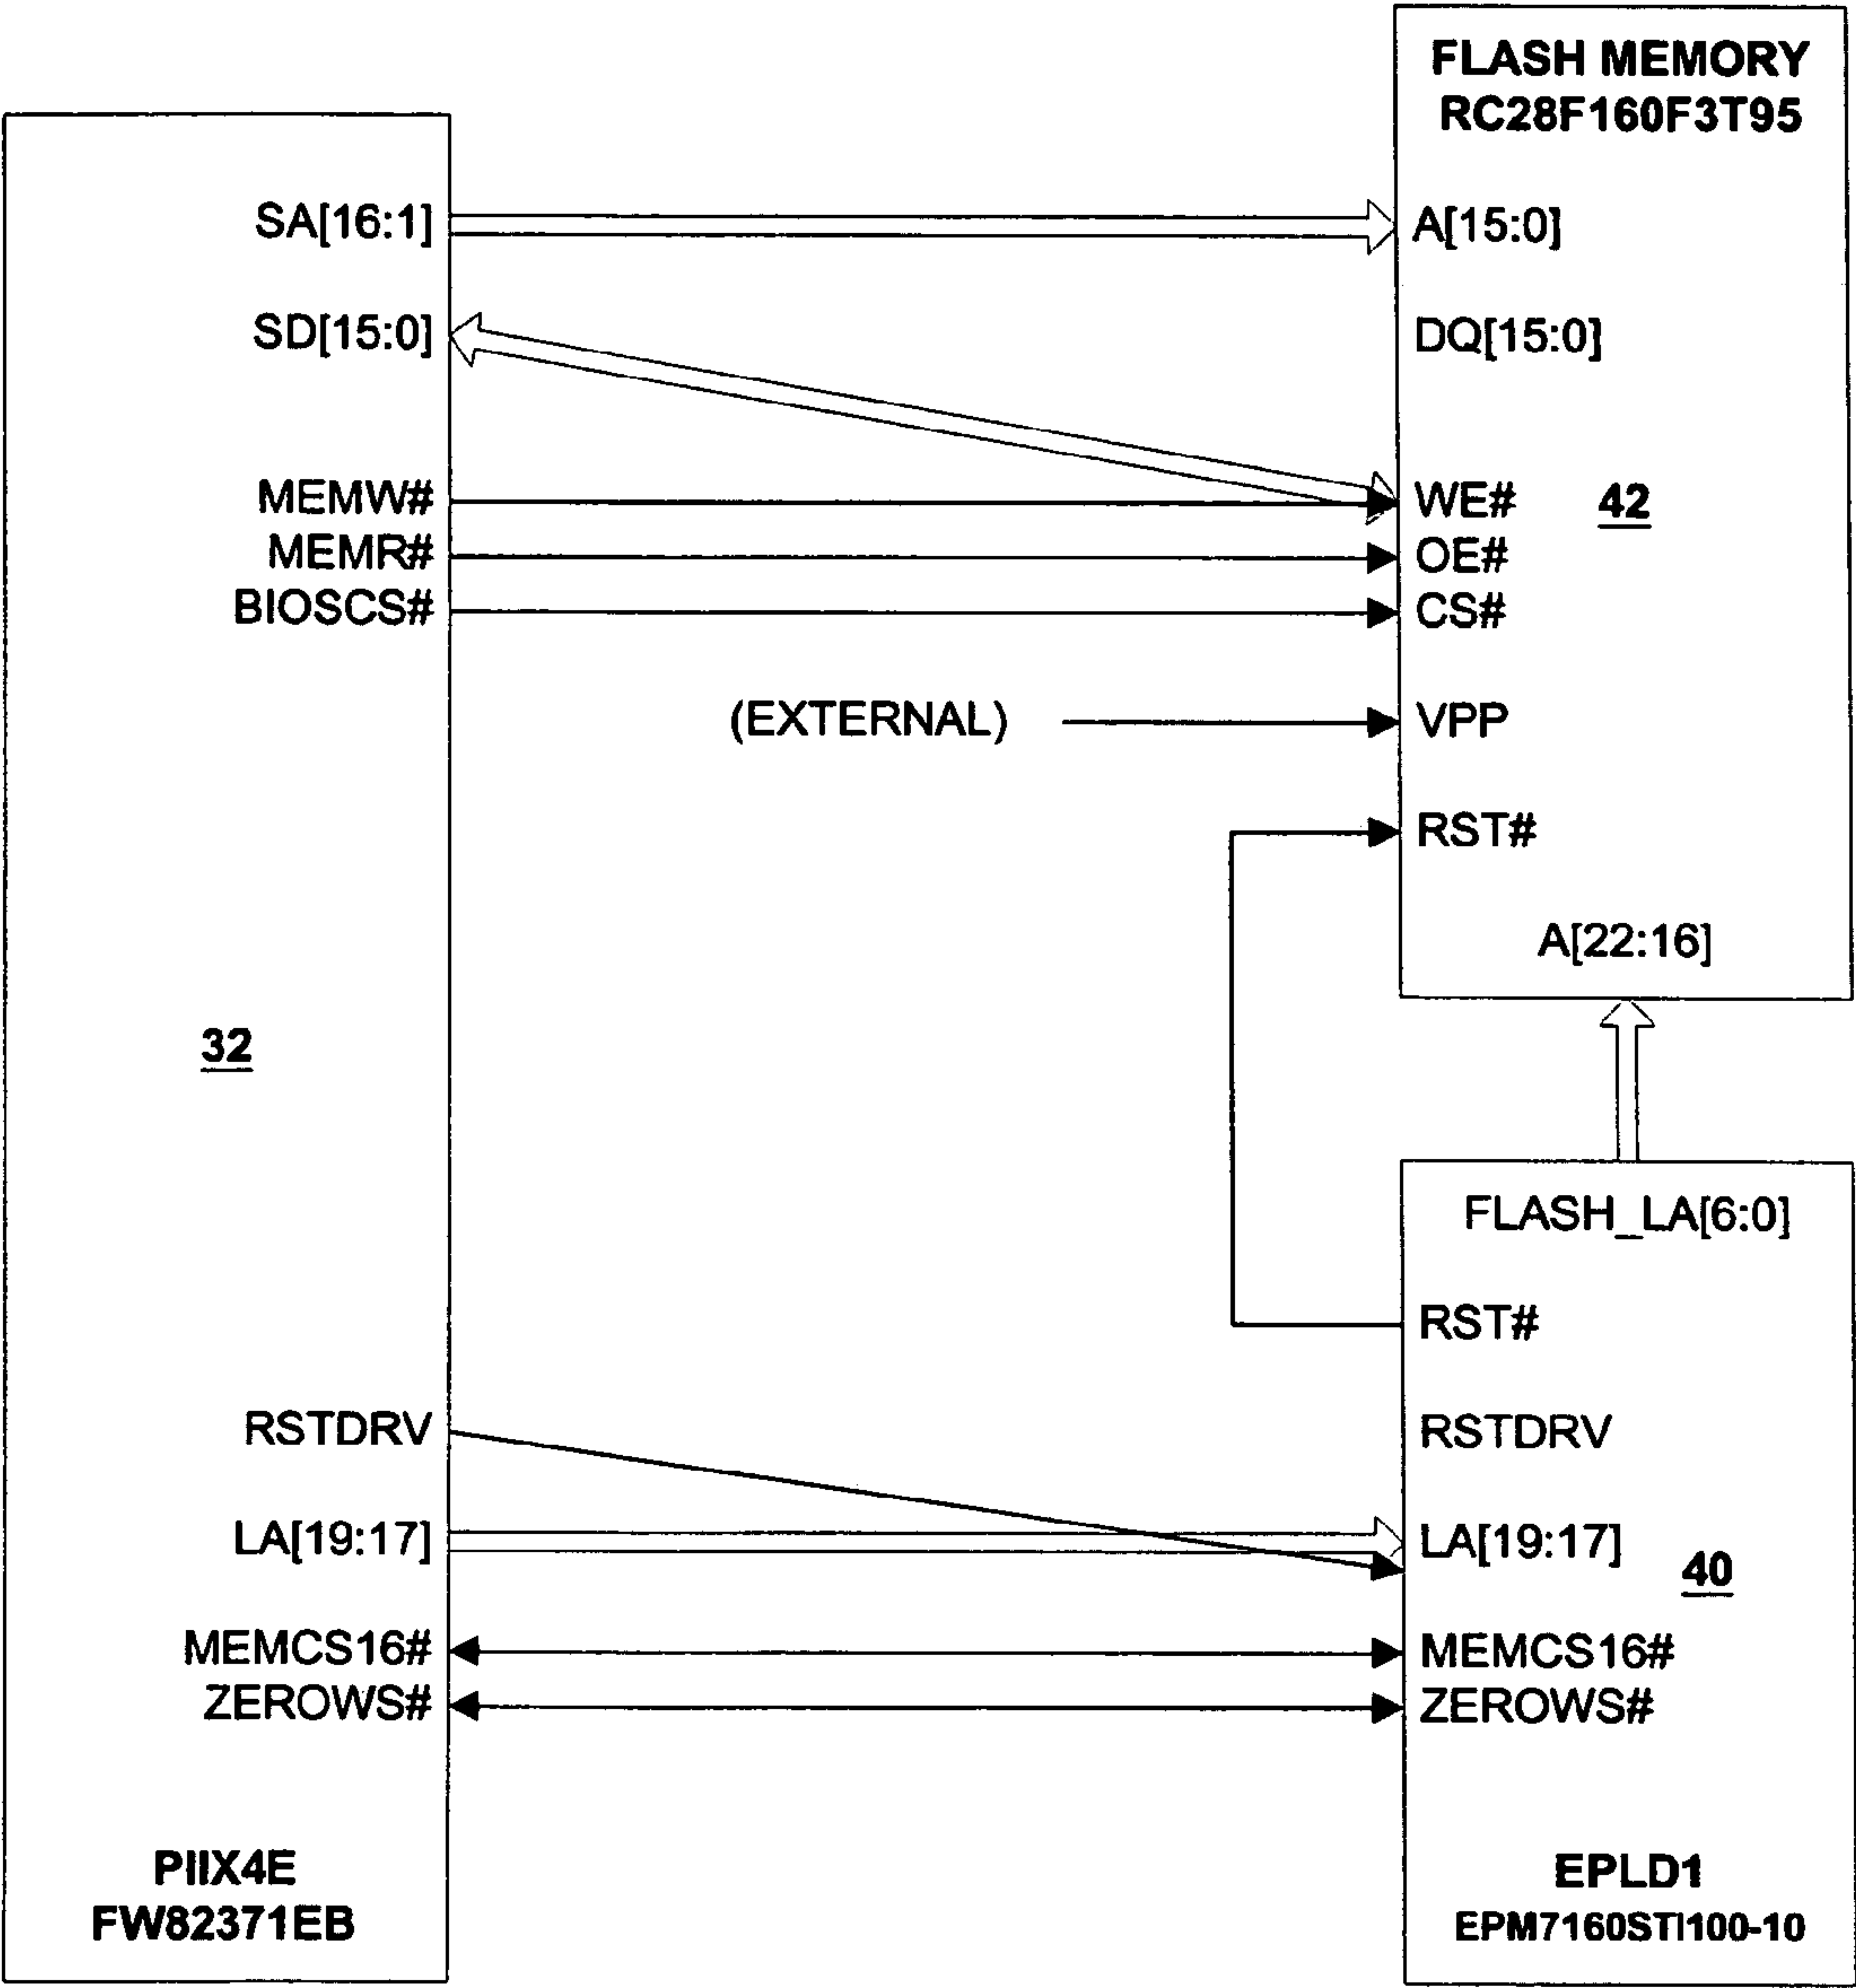 FLASH MEMORY
RC28F160F3T95
SA[16:1]
A[15:0]
SD[15:0]
DQ[15:0]
MEMW#
WE#
42
MEMR#
OE#
BIOSCS#
CS#
(EXTERNAL)
VPP
RST#
A[22:16]
32
FLASH_LA[6:0]
RST#
RSTDRV
RSTDRV
LA[19:17]
LA[19:17]
40
MEMCS16#
MEMCS16#
ZEROWS#
ZEROWS#
PIIX4E
FW82371EB
EPLD1
EPM7160STI100-10